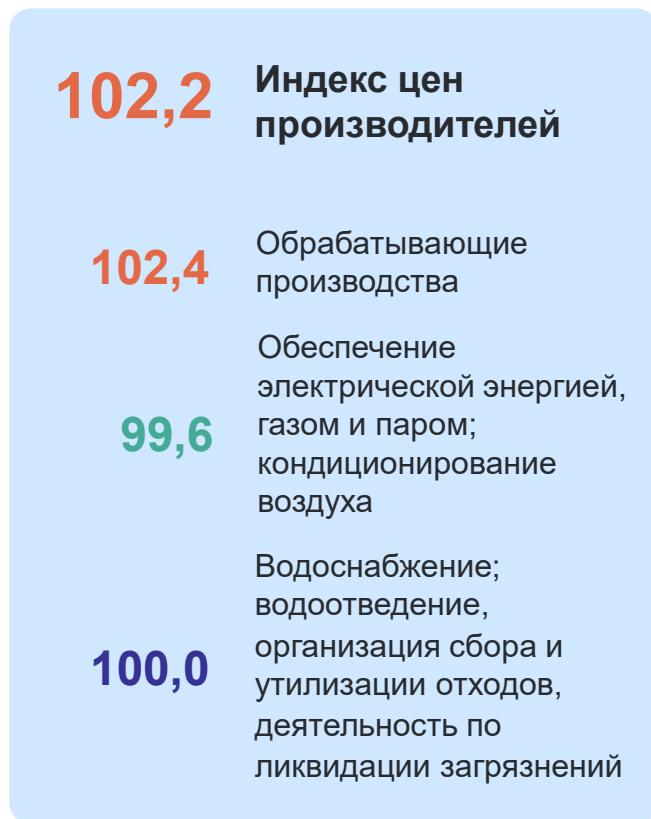 102,2
Индекс цен
производителей
102,4
Обрабатывающие
производства
99,6
Обеспечение
электрической энергией,
газом и паром;
кондиционирование
воздуха
100,0
Водоснабжение;
водоотведение,
организация сбора и
утилизации отходов,
деятельность по
ликвидации загрязнений